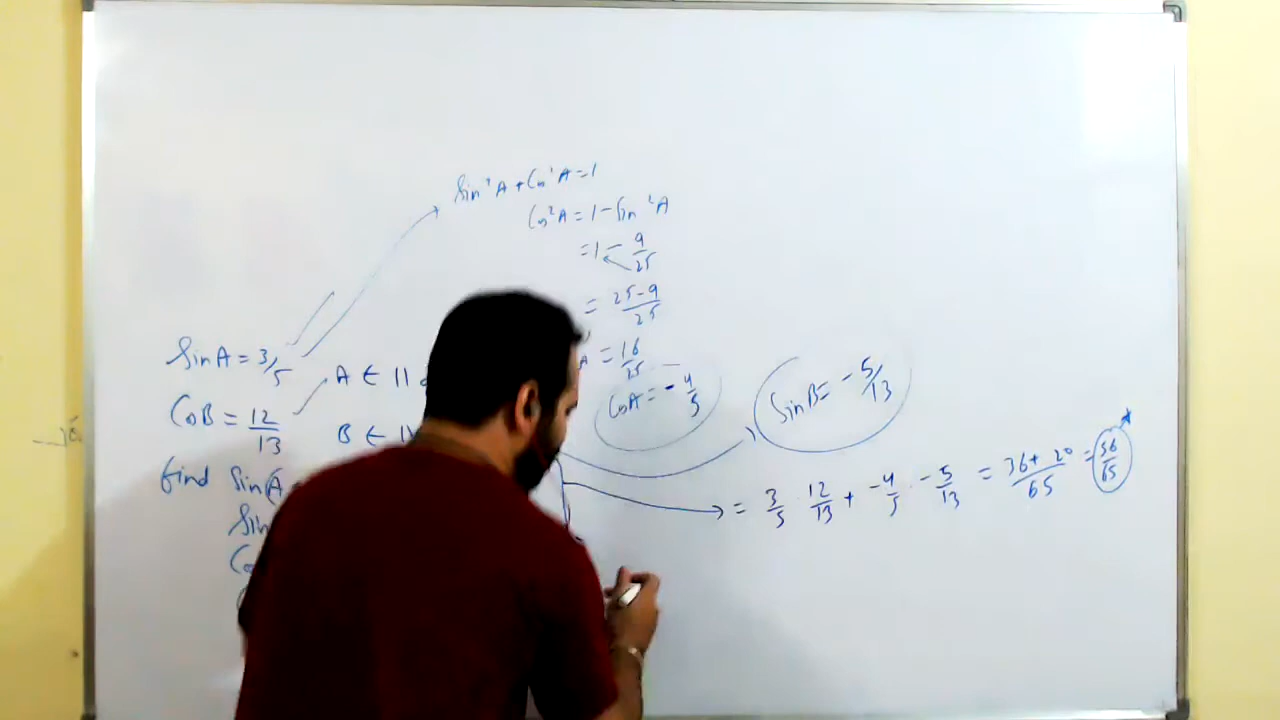 Sin²A + Cos²A = 1
Cos²A = 1 - Sin²A
= 1 - 9/25
= 25-9/25
= 16/25
CosA = -4/5
SinB = -5/13
SinA = 3/5
A ∈ II
CosB = 12/13
B ∈
find Sin(A
Sin
= 3/5 · 12/13 + -4/5 · -5/13 = 36+20/65 = 56/65